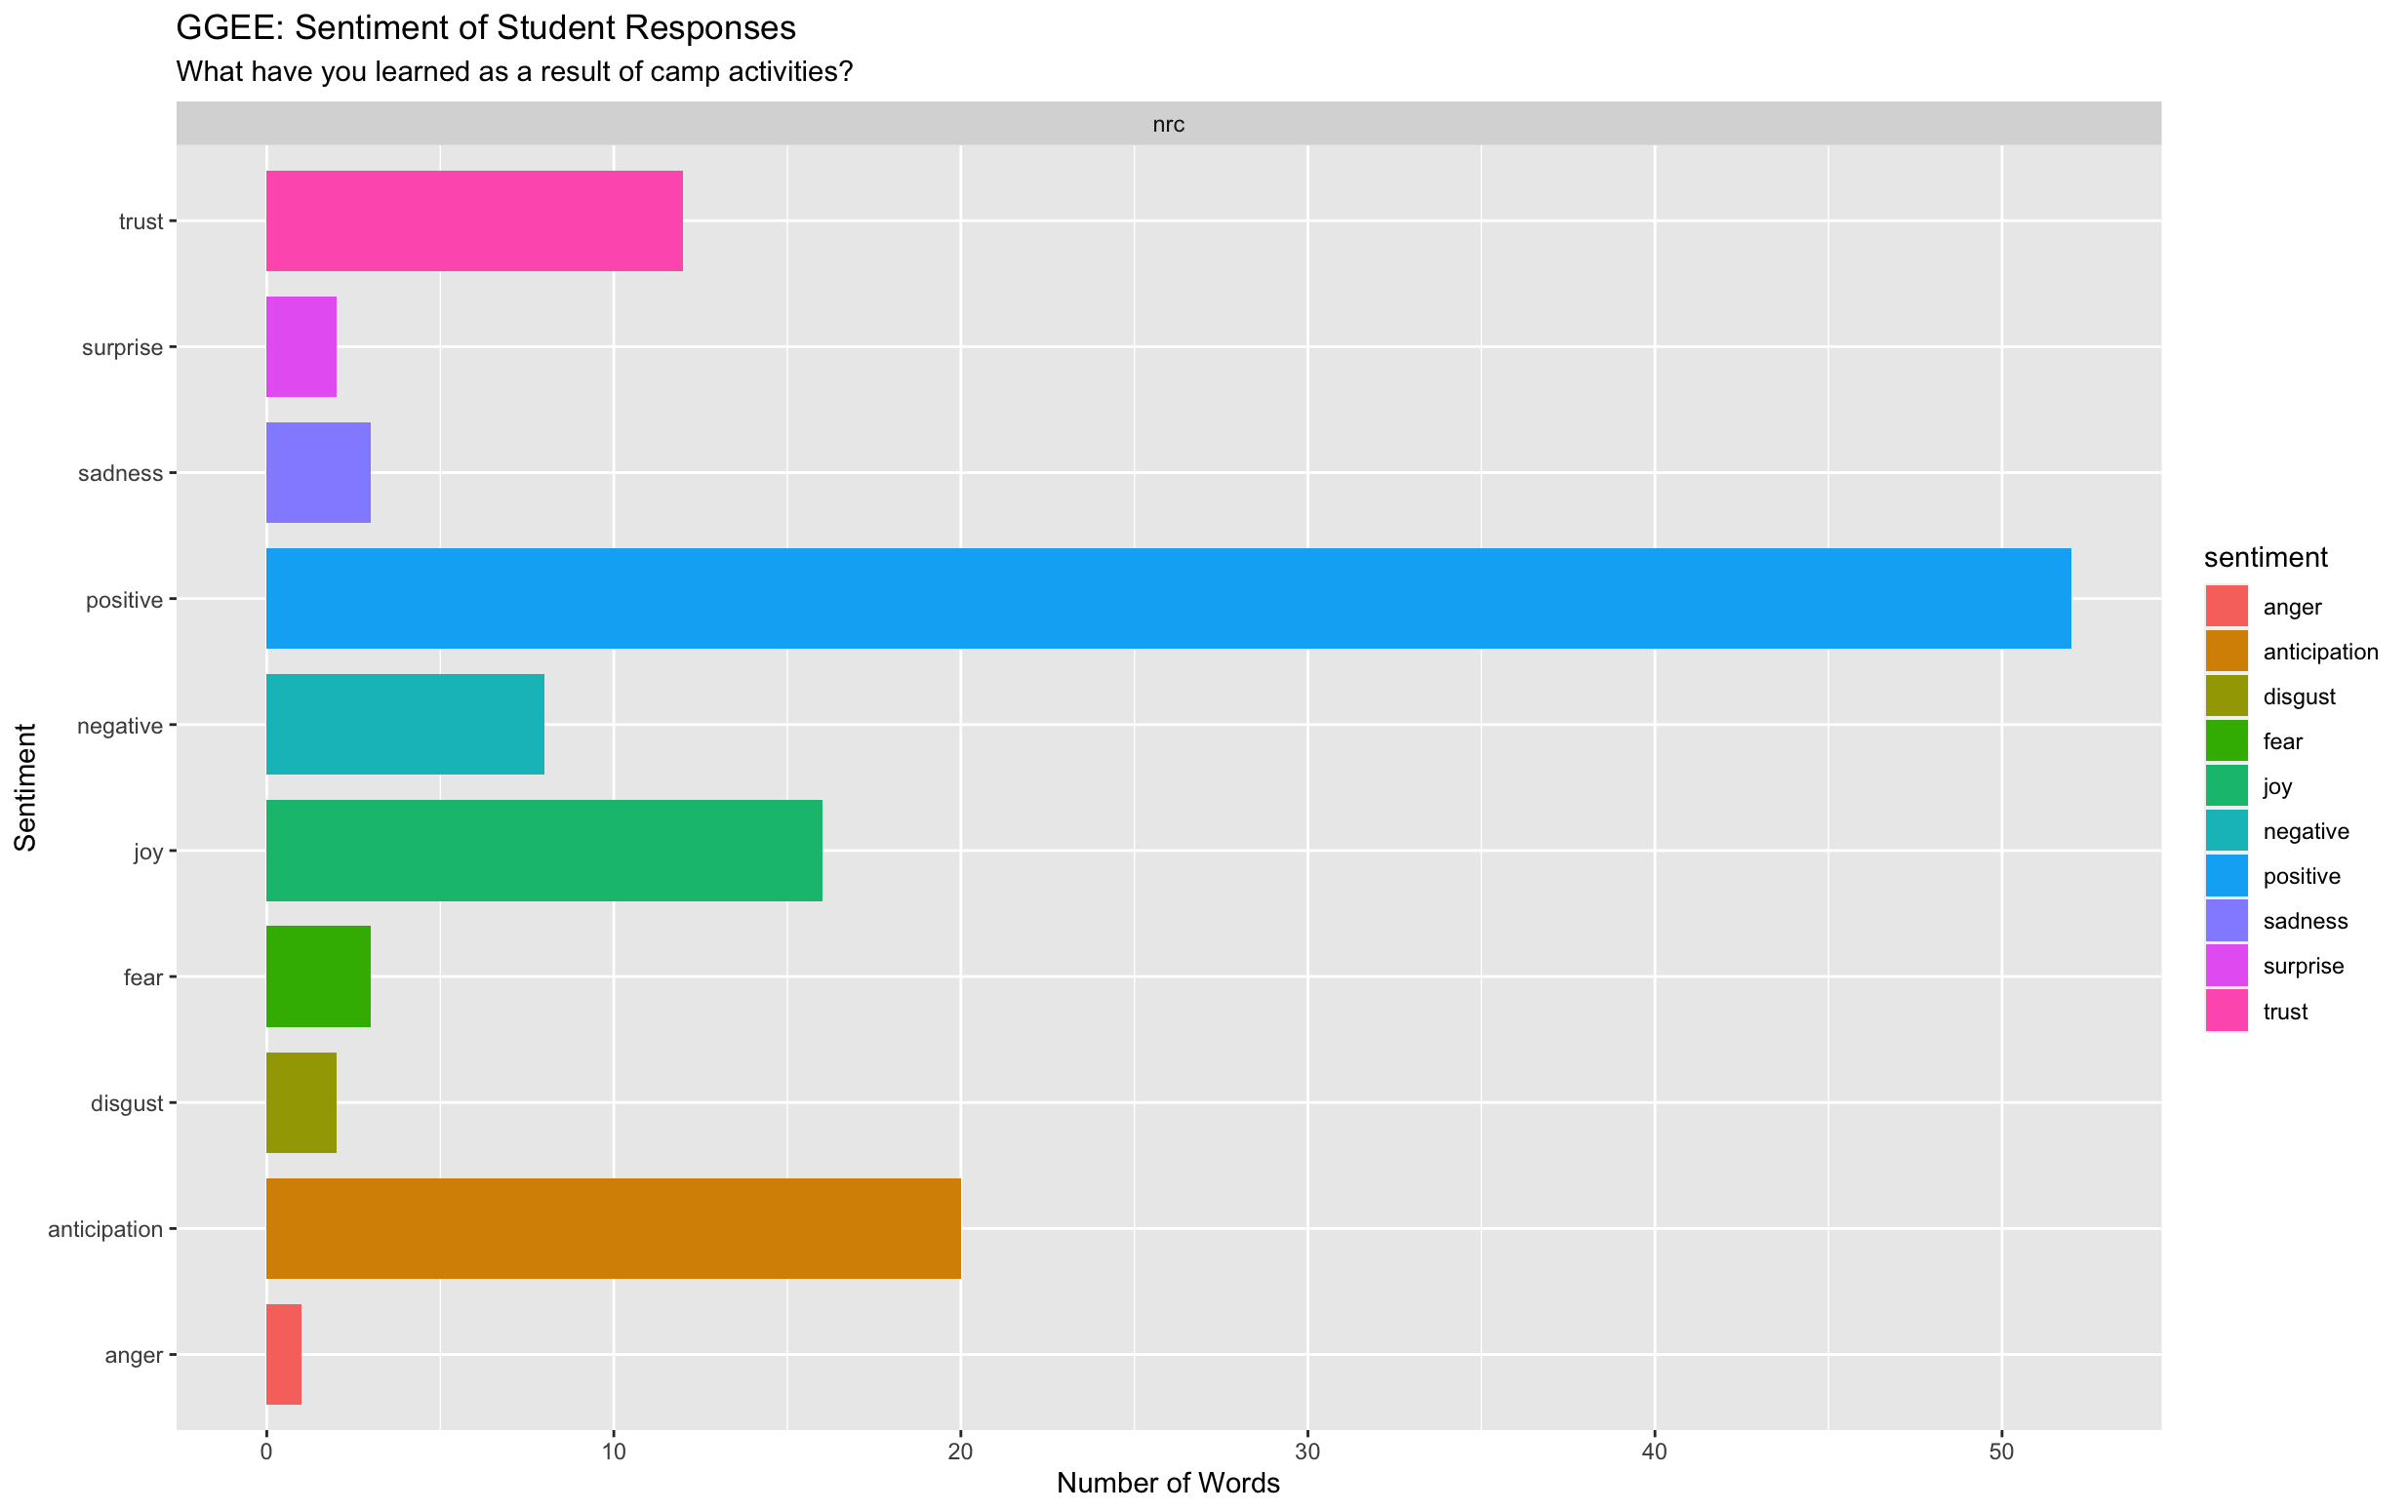 GGEE: Sentiment of Student Responses
What have you learned as a result of camp activities?
nrc
trust
surprise
sadness
positive
negative
joy
fear
disgust
anticipation
anger
Sentiment
0 10 20 30 40 50
Number of Words
sentiment
anger
anticipation
disgust
fear
joy
negative
positive
sadness
surprise
trust